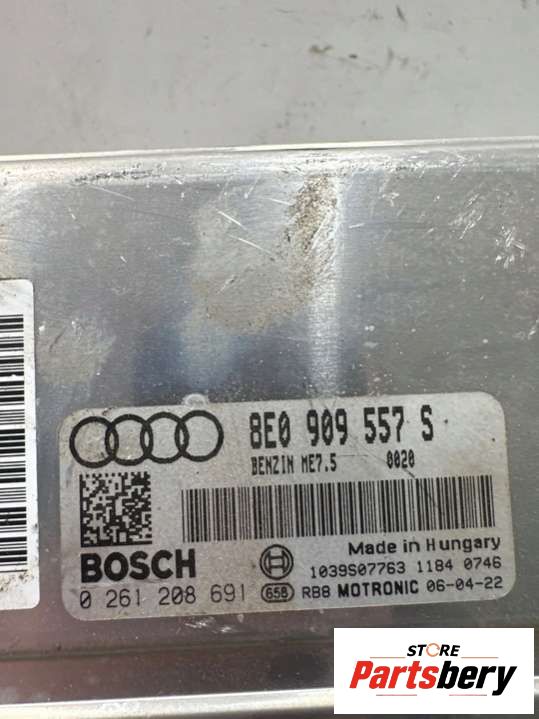 8E0 909 557 S
BENZIN ME7.5 0020
Made in Hungary
BOSCH
1039S07763 1184 0746
0 261 208 691 658 RB8 MOTRONIC 06-04-22
STORE
Partsbery